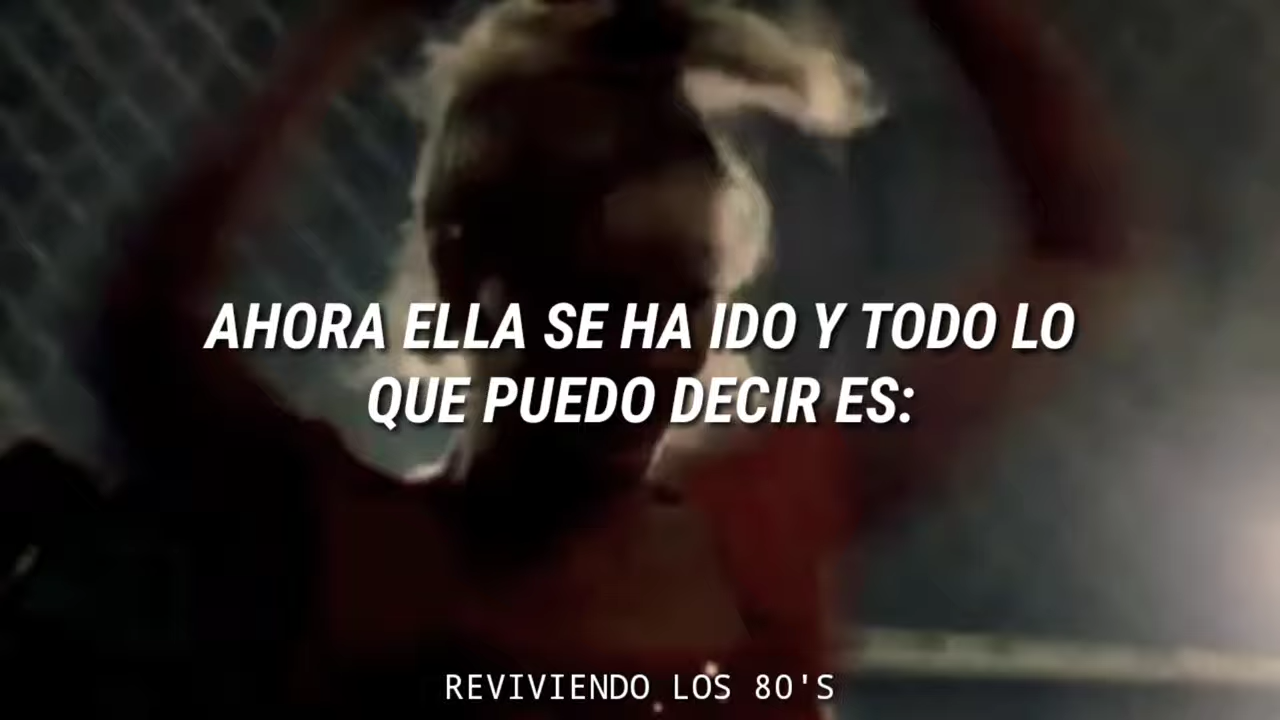 AHORA ELLA SE HA IDO Y TODO LO
QUE PUEDO DECIR ES:
REVIVIENDO LOS 80'S